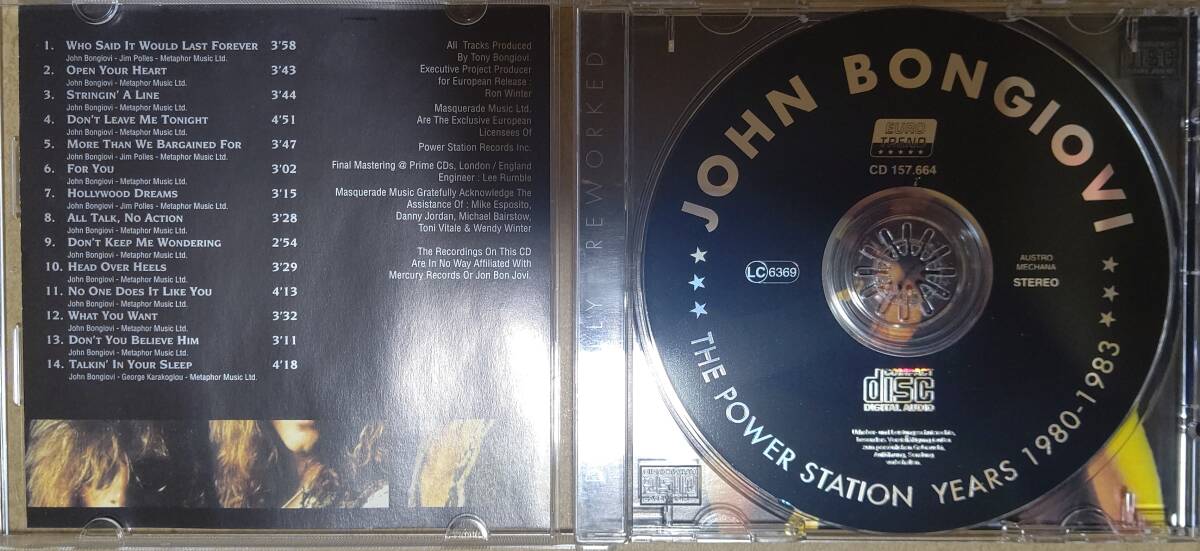 1. WHO SAID IT WOULD LAST FOREVER 3'58
John Bongiovi - Jim Polles - Metaphor Music Ltd.
2. OPEN YOUR HEART 3'43
John Bongiovi - Metaphor Music Ltd.
3. STRINGIN' A LINE 3'44
John Bongiovi - Metaphor Music Ltd.
4. DON'T LEAVE ME TONIGHT 4'51
John Bongiovi - Metaphor Music Ltd.
5. MORE THAN WE BARGAINED FOR 3'47
John Bongiovi - Jim Polles - Metaphor Music Ltd.
6. FOR YOU 3'02
John Bongiovi - Metaphor Music Ltd.
7. HOLLYWOOD DREAMS 3'15
John Bongiovi - Jim Polles - Metaphor Music Ltd.
8. ALL TALK, NO ACTION 3'28
John Bongiovi - Metaphor Music Ltd.
9. DON'T KEEP ME WONDERING 2'54
John Bongiovi - Metaphor Music Ltd.
10. HEAD OVER HEELS 3'29
John Bongiovi - Metaphor Music Ltd.
11. NO ONE DOES IT LIKE YOU 4'13
John Bongiovi - Metaphor Music Ltd.
12. WHAT YOU WANT 3'32
John Bongiovi - Metaphor Music Ltd.
13. DON'T YOU BELIEVE HIM 3'11
John Bongiovi - Metaphor Music Ltd.
14. TALKIN' IN YOUR SLEEP 4'18
John Bongiovi - George Karakoglou - Metaphor Music Ltd.
All Tracks Produced
By Tony Bongiovi.
Executive Project Producer
for European Release :
Ron Winter
Masquerade Music Ltd.
Are The Exclusive European
Licensees Of
Power Station Records Inc.
Final Mastering @ Prime CDs, London / England
Engineer : Lee Rumble
Masquerade Music Gratefully Acknowledge The
Assistance Of : Mike Esposito,
Danny Jordan, Michael Bairstow,
Toni Vitale & Wendy Winter
The Recordings On This CD
Are In No Way Affiliated With
Mercury Records Or Jon Bon Jovi.
LY REWORKED
JOHN BONGIOVI
EURO
TREND
CD 157.664
LC 6369
AUSTRO
MECHANA
STEREO
COMPACT
disc
DIGITAL AUDIO
THE POWER STATION YEARS 1980-1983